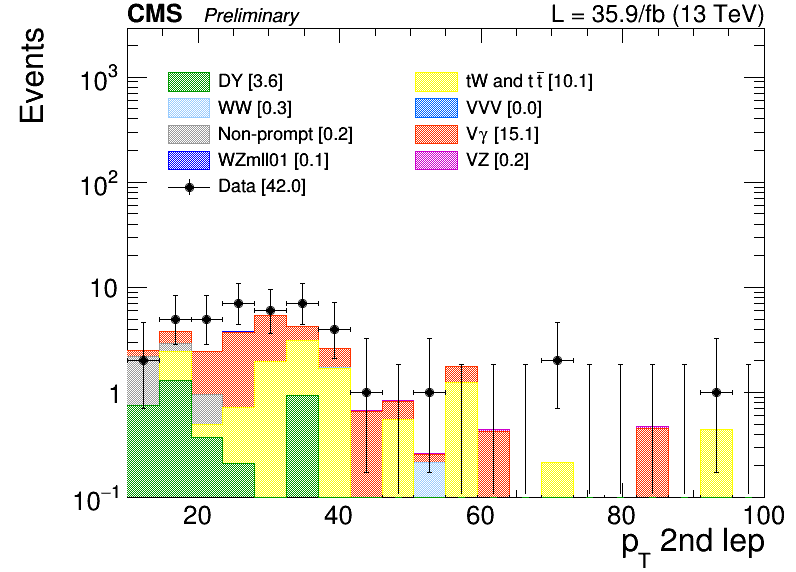 CMS Preliminary L = 35.9/fb (13 TeV)
Events
10³
10²
10
1
10⁻¹
DY [3.6]
WW [0.3]
Non-prompt [0.2]
WZmll01 [0.1]
Data [42.0]
tW and tt̅ [10.1]
VVV [0.0]
Vγ [15.1]
VZ [0.2]
20 40 60 80 100
p_T 2nd lep